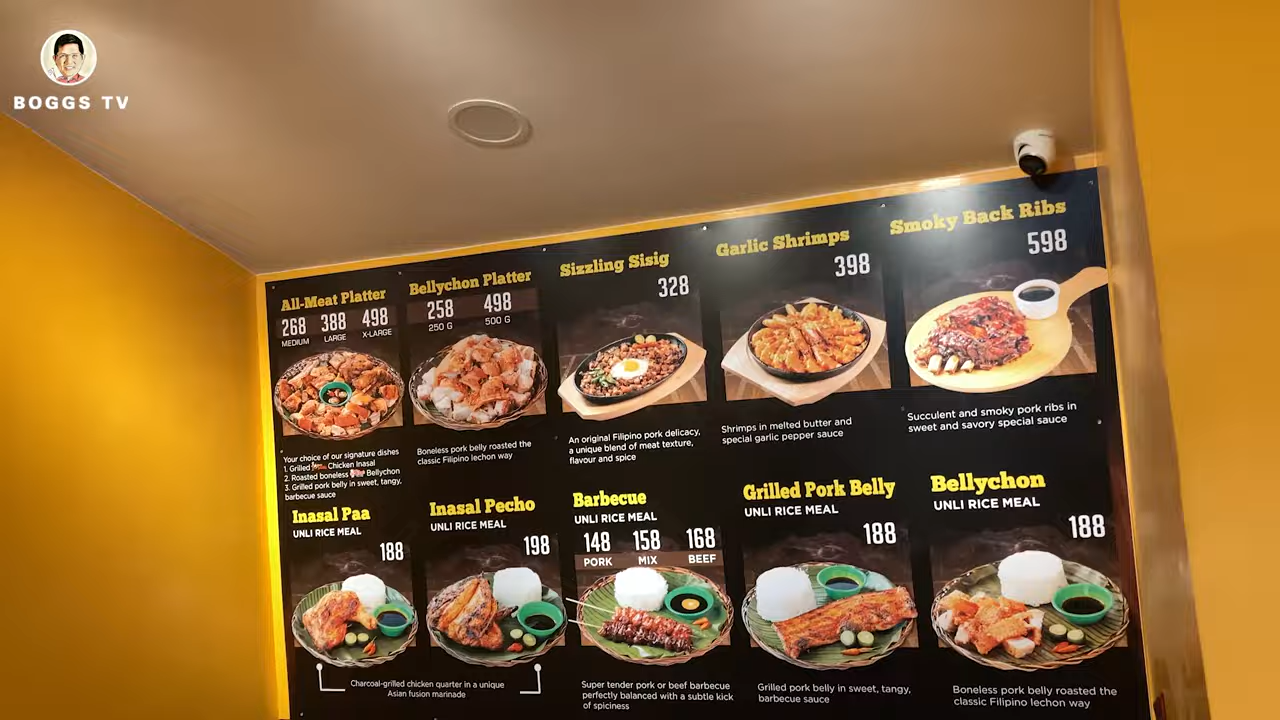 BOGGS TV
All-Meat Platter
268 388 498
MEDIUM LARGE X-LARGE
Your choice of our signature dishes
1. Grilled Chicken Inasal
2. Roasted boneless Bellychon
3. Grilled pork belly in sweet, tangy,
barbecue sauce
Bellychon Platter
258 498
250 G 500 G
Boneless pork belly roasted the
classic Filipino lechon way
Sizzling Sisig
328
An original Filipino pork delicacy,
a unique blend of meat texture,
flavour and spice
Garlic Shrimps
398
Shrimps in melted butter and
special garlic pepper sauce
Smoky Back Ribs
598
Succulent and smoky pork ribs in
sweet and savory special sauce
Inasal Paa
UNLI RICE MEAL
188
Inasal Pecho
UNLI RICE MEAL
198
Charcoal-grilled chicken quarter in a unique
Asian fusion marinade
Barbecue
UNLI RICE MEAL
148 158 168
PORK MIX BEEF
Super tender pork or beef barbecue
perfectly balanced with a subtle kick
of spiciness
Grilled Pork Belly
UNLI RICE MEAL
188
Grilled pork belly in sweet, tangy,
barbecue sauce
Bellychon
UNLI RICE MEAL
188
Boneless pork belly roasted the
classic Filipino lechon way